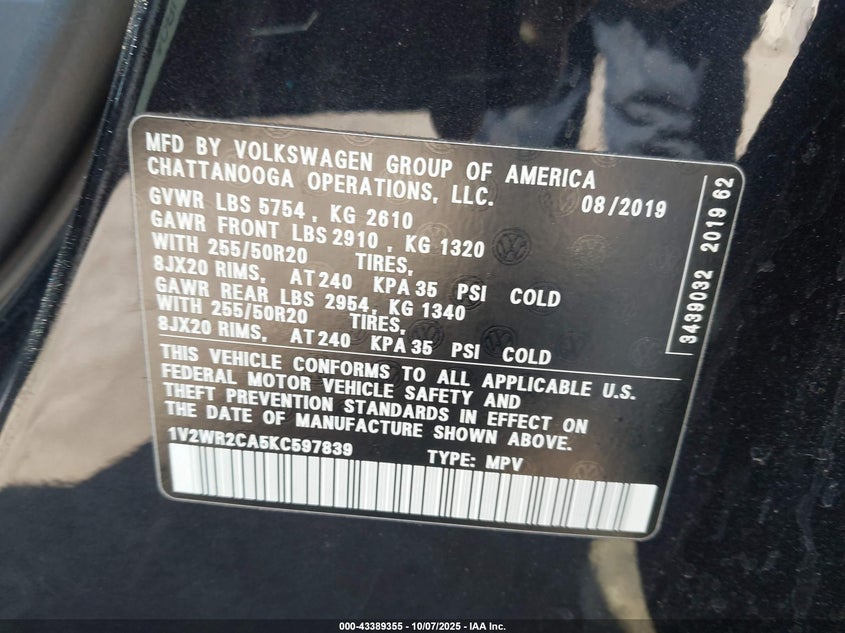 MFD BY VOLKSWAGEN GROUP OF AMERICA
CHATTANOOGA OPERATIONS, LLC.
08/2019
GVWR LBS 5754 , KG 2610
GAWR FRONT LBS 2910 , KG 1320
WITH 255/50R20 TIRES,
8JX20 RIMS, AT 240 KPA 35 PSI COLD
GAWR REAR LBS 2954, KG 1340
WITH 255/50R20 TIRES,
8JX20 RIMS, AT 240 KPA 35 PSI COLD
THIS VEHICLE CONFORMS TO ALL APPLICABLE U.S.
FEDERAL MOTOR VEHICLE SAFETY AND
THEFT PREVENTION STANDARDS IN EFFECT ON
THE DATE OF MANUFACTURE SHOWN ABOVE.
1V2WR2CA5KC597839 TYPE: MPV
3439032 2019 62
000-43389355 - 10/07/2025 - IAA Inc.